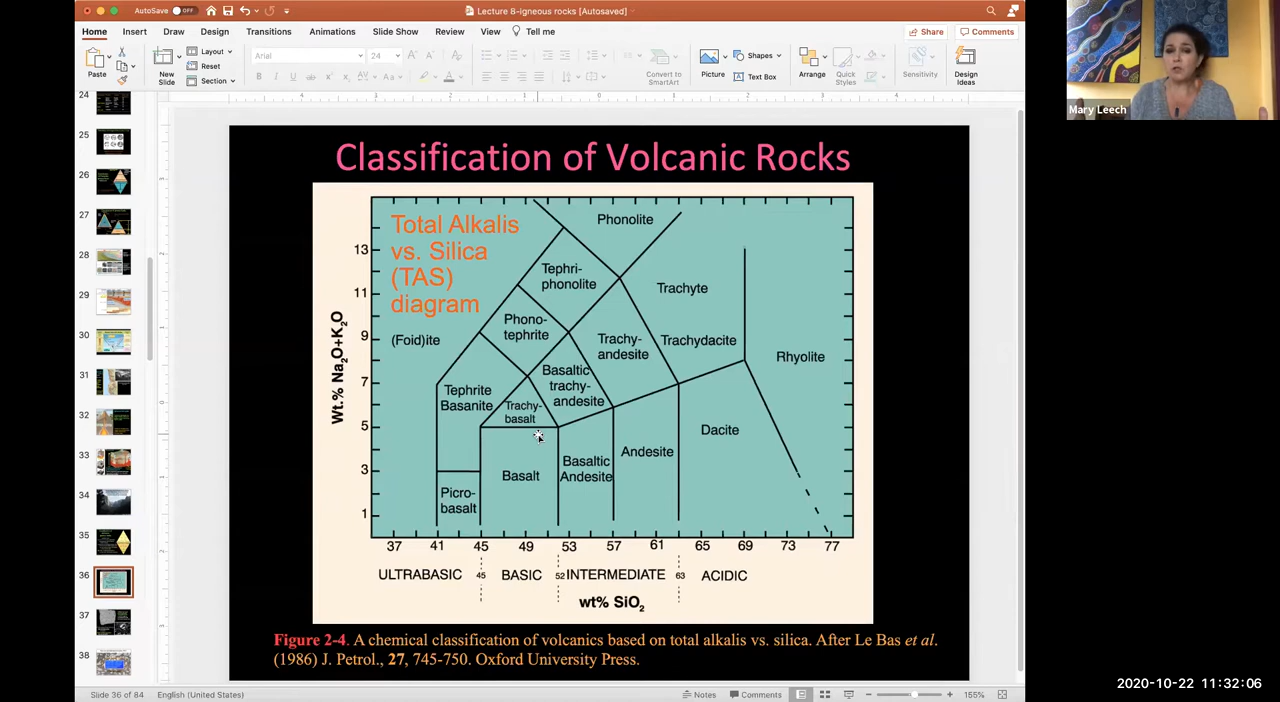 AutoSave OFF
Lecture 8-igneous rocks [Autosaved]
Home Insert Draw Design Transitions Animations Slide Show Review View Tell me Share Comments
Paste
New Slide
Layout
Reset
Section
Arial 24
Convert to SmartArt
Picture
Shapes
Text Box
Arrange
Quick Styles
Sensitivity
Design Ideas
Mary Leech
24
25
26
27
28
29
30
31
32
33
34
35
36
37
38
Classification of Volcanic Rocks
Total Alkalis
vs. Silica
(TAS)
diagram
Phonolite
Tephri-
phonolite
Trachyte
Phono-
tephrite
(Foid)ite
Trachy-
andesite
Trachydacite
Rhyolite
Basaltic
trachy-
andesite
Tephrite
Basanite
Trachy-
basalt
Dacite
Andesite
Basaltic
Andesite
Basalt
Picro-
basalt
Wt.% Na2O+K2O
13
11
9
7
5
3
1
37 41 45 49 53 57 61 65 69 73 77
ULTRABASIC 45 BASIC 52 INTERMEDIATE 63 ACIDIC
wt% SiO2
Figure 2-4. A chemical classification of volcanics based on total alkalis vs. silica. After Le Bas et al.
(1986) J. Petrol., 27, 745-750. Oxford University Press.
Slide 36 of 84 English (United States) Notes Comments 155%
2020-10-22 11:32:06